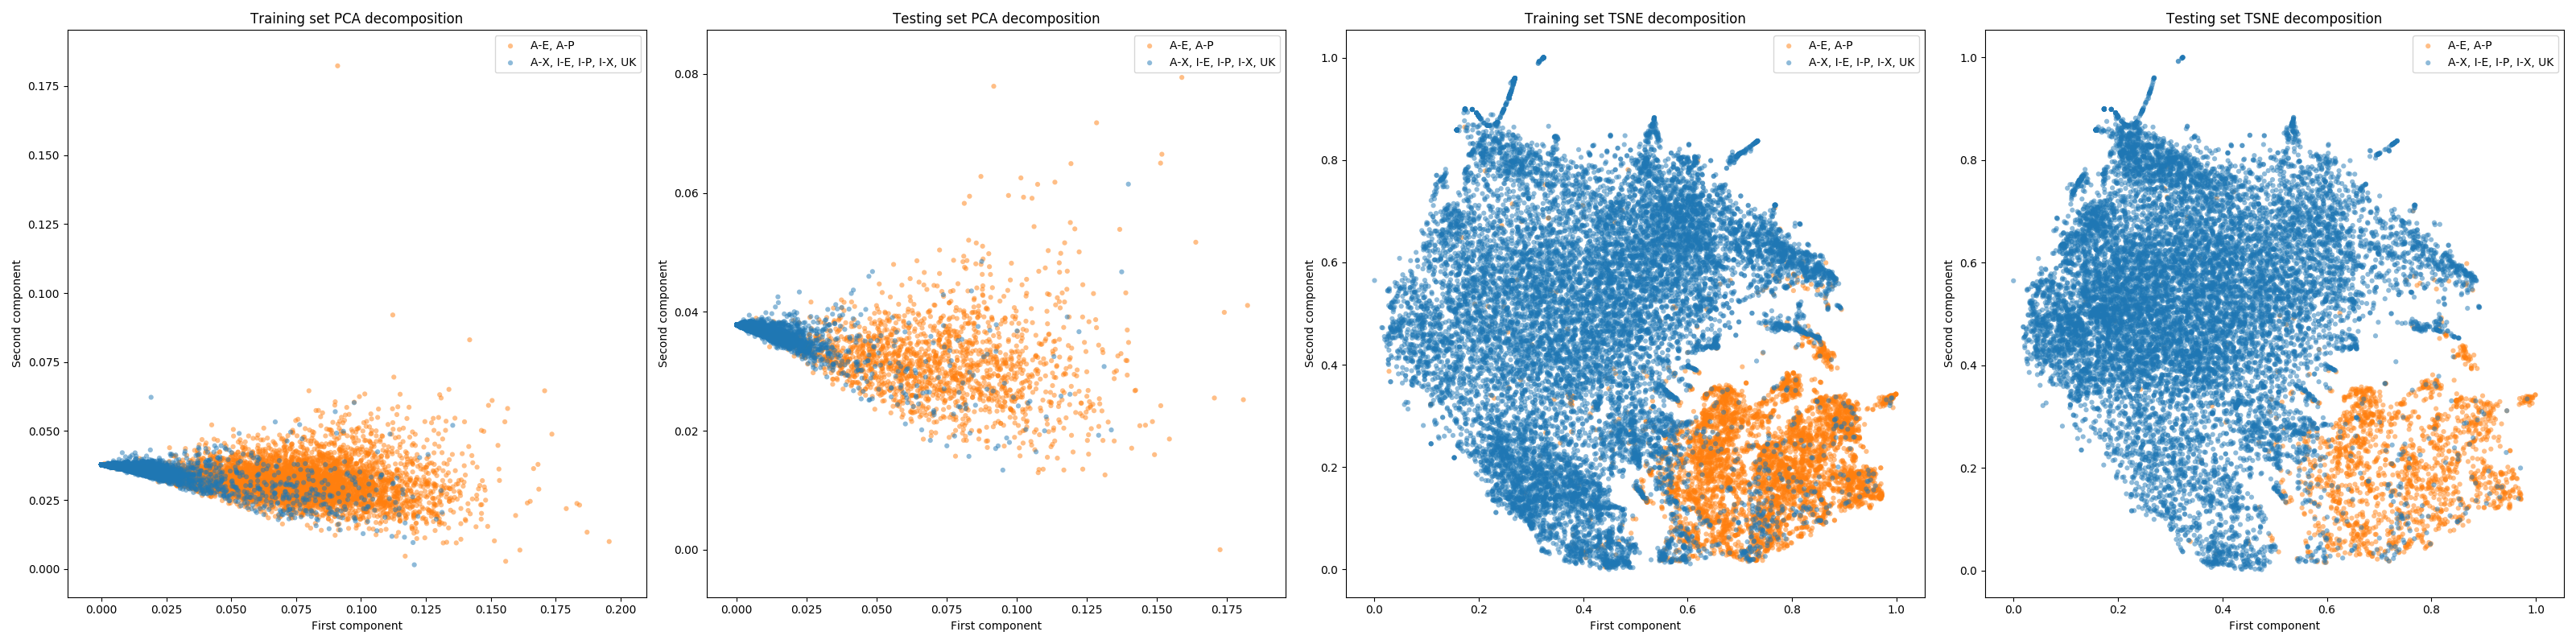 Training set PCA decomposition
A-E, A-P
A-X, I-E, I-P, I-X, UK
0.175
0.150
0.125
0.100
0.075
0.050
0.025
0.000
Second component
0.000 0.025 0.050 0.075 0.100 0.125 0.150 0.175 0.200
First component
Testing set PCA decomposition
A-E, A-P
A-X, I-E, I-P, I-X, UK
0.08
0.06
0.04
0.02
0.00
Second component
0.000 0.025 0.050 0.075 0.100 0.125 0.150 0.175
First component
Training set TSNE decomposition
A-E, A-P
A-X, I-E, I-P, I-X, UK
1.0
0.8
0.6
0.4
0.2
0.0
Second component
0.0 0.2 0.4 0.6 0.8 1.0
First component
Testing set TSNE decomposition
A-E, A-P
A-X, I-E, I-P, I-X, UK
1.0
0.8
0.6
0.4
0.2
0.0
Second component
0.0 0.2 0.4 0.6 0.8 1.0
First component